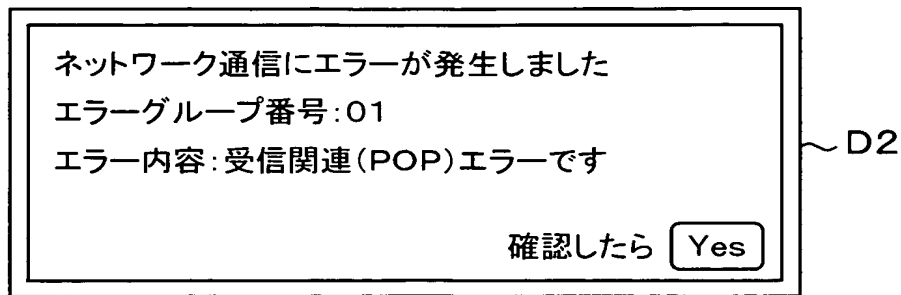 ネットワーク通信にエラーが発生しました
エラーグループ番号:01
エラー内容:受信関連(POP)エラーです
確認したら Yes
D2